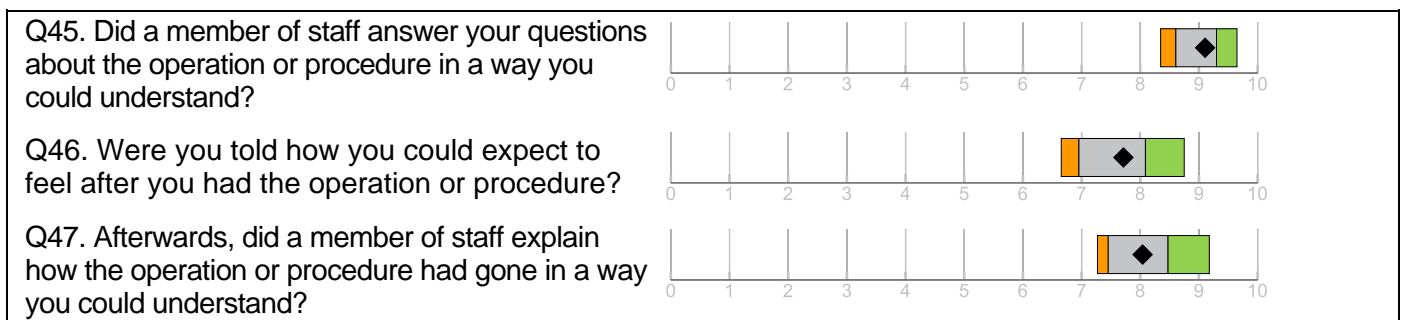 Q45. Did a member of staff answer your questions
about the operation or procedure in a way you
could understand?
0 1 2 3 4 5 6 7 8 9 10
Q46. Were you told how you could expect to
feel after you had the operation or procedure?
0 1 2 3 4 5 6 7 8 9 10
Q47. Afterwards, did a member of staff explain
how the operation or procedure had gone in a way
you could understand?
0 1 2 3 4 5 6 7 8 9 10